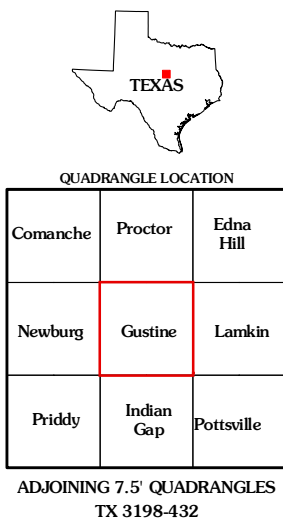 TEXAS
QUADRANGLE LOCATION
Comanche
Proctor
Edna
Hill
Newburg
Gustine
Lamkin
Priddy
Indian
Gap
Pottsville
ADJOINING 7.5' QUADRANGLES
TX 3198-432